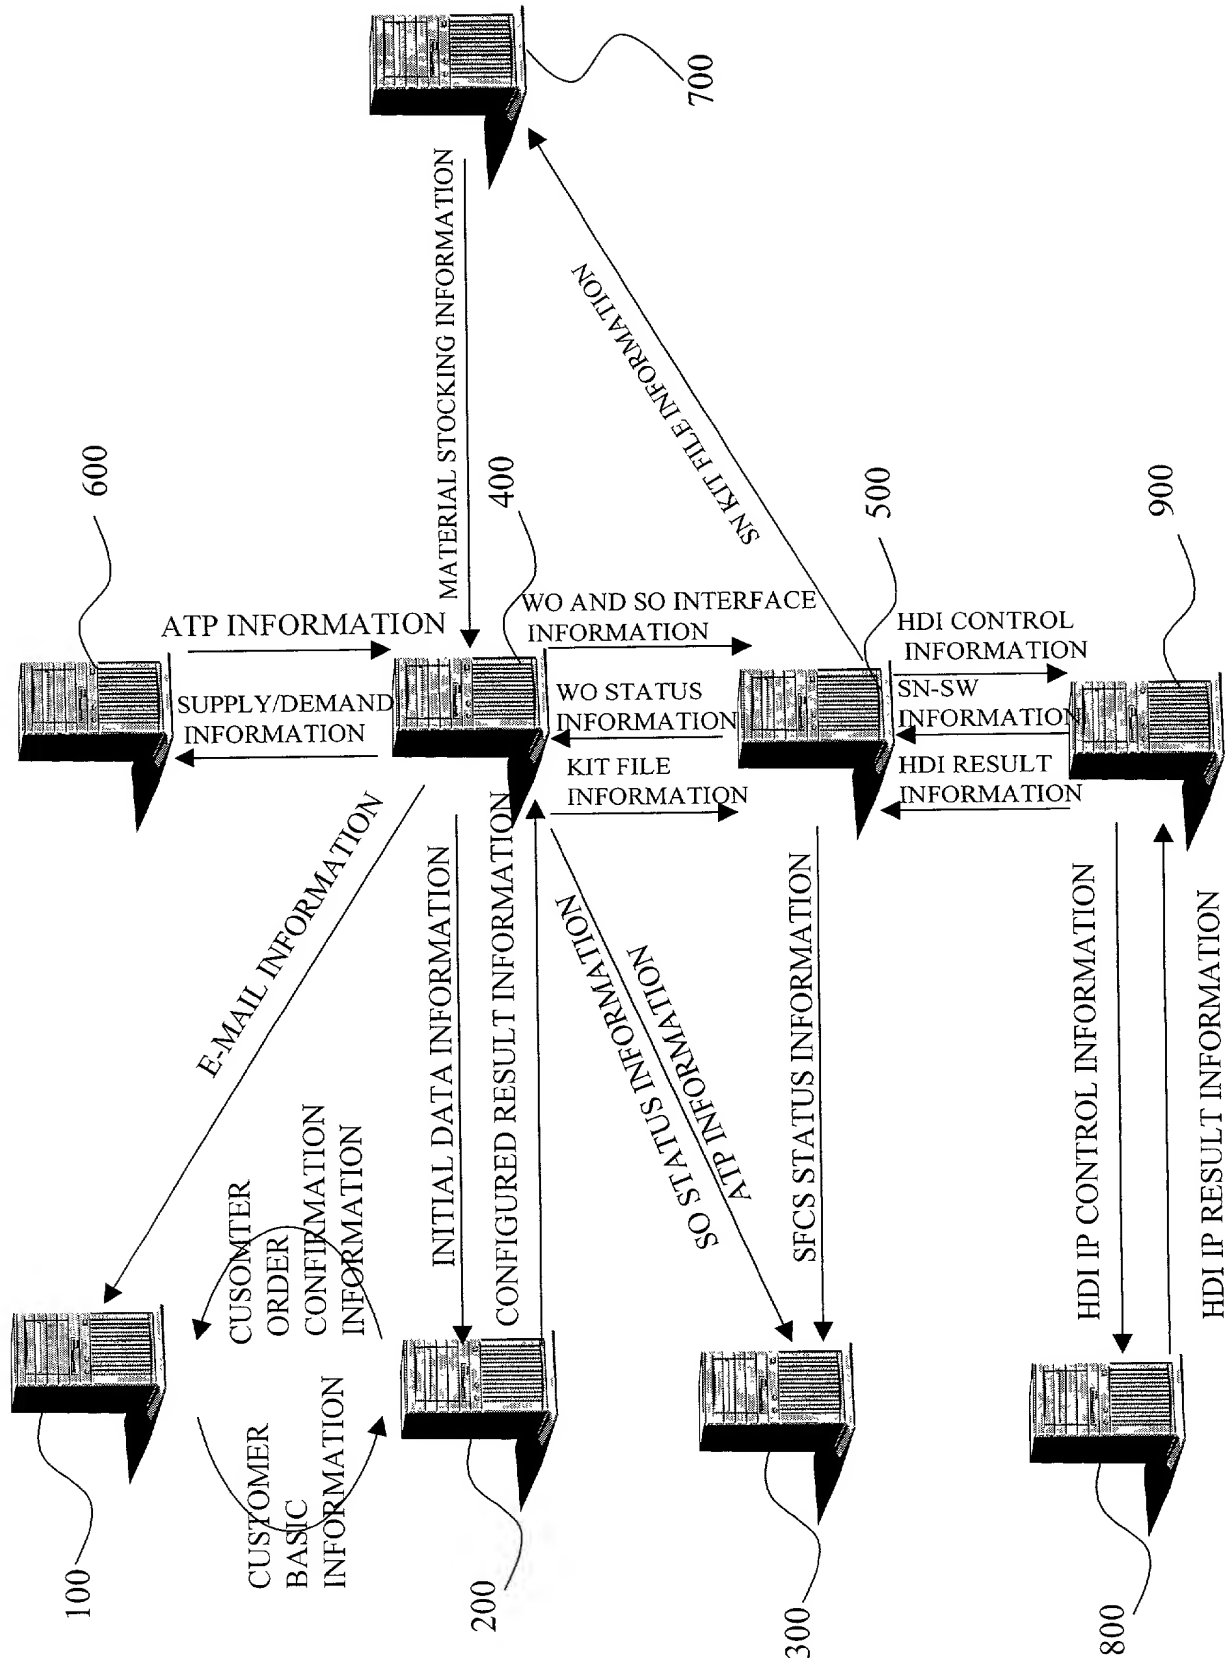 100
CUSTOMER
BASIC
INFORMATION
CUSOMTER
ORDER
CONFIRMATION
INFORMATION
200
E-MAIL INFORMATION
INITIAL DATA INFORMATION
CONFIGURED RESULT INFORMATION
600
SUPPLY/DEMAND
INFORMATION
ATP INFORMATION
400
MATERIAL STOCKING INFORMATION
700
WO AND SO INTERFACE
INFORMATION
WO STATUS
INFORMATION
KIT FILE
INFORMATION
SN KIT FILE INFORMATION
SO STATUS INFORMATION
ATP INFORMATION
300
SFCS STATUS INFORMATION
500
HDI CONTROL
INFORMATION
SN-SW
INFORMATION
HDI RESULT
INFORMATION
900
800
HDI IP CONTROL INFORMATION
HDI IP RESULT INFORMATION